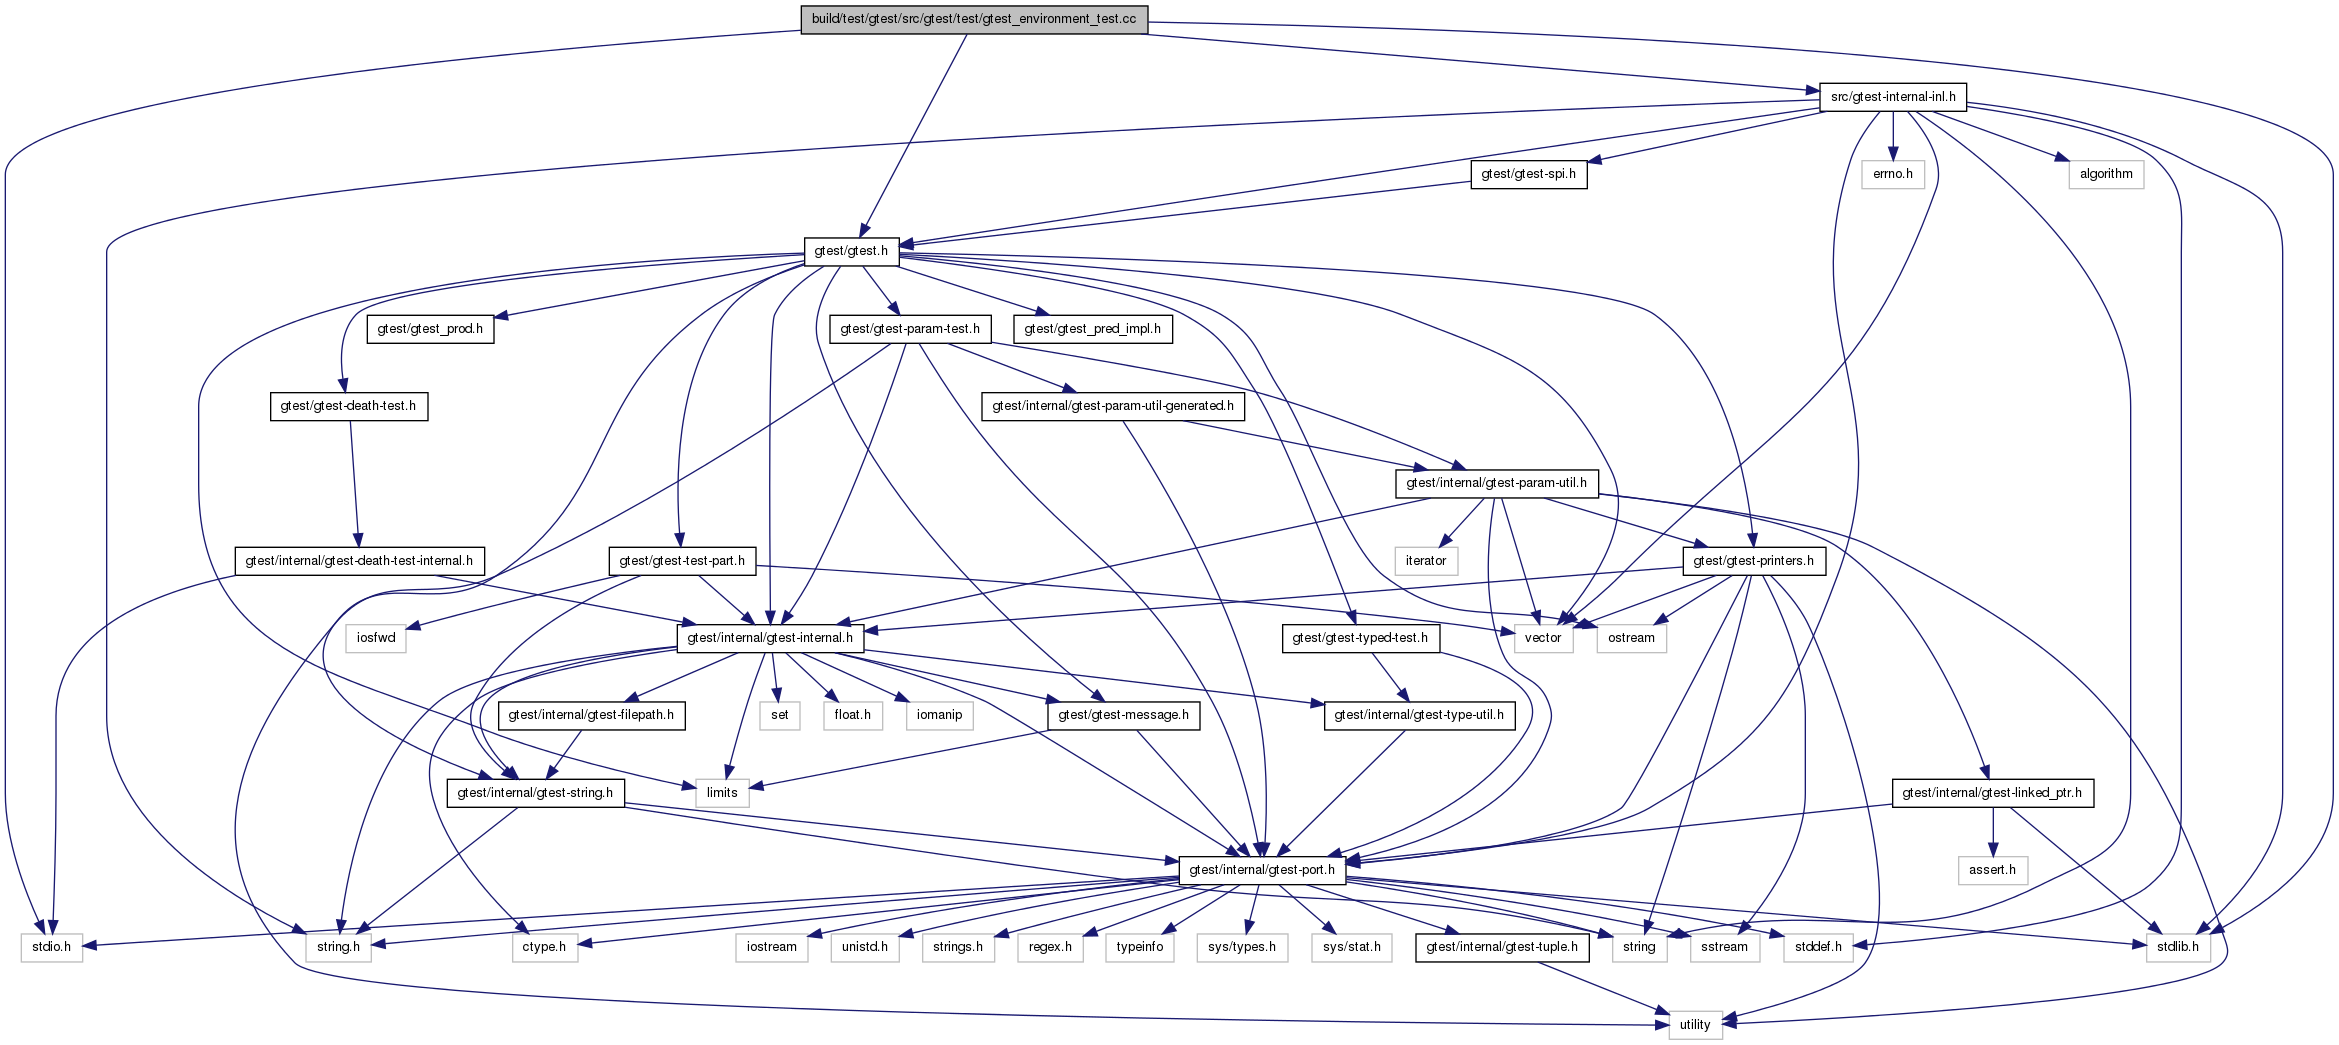 build/test/gtest/src/gtest/test/gtest_environment_test.cc
src/gtest-internal-inl.h
gtest/gtest-spi.h
errno.h
algorithm
gtest/gtest.h
gtest/gtest_prod.h
gtest/gtest-param-test.h
gtest/gtest_pred_impl.h
gtest/gtest-death-test.h
gtest/internal/gtest-param-util-generated.h
gtest/internal/gtest-param-util.h
gtest/internal/gtest-death-test-internal.h
gtest/gtest-test-part.h
iterator
gtest/gtest-printers.h
iosfwd
gtest/internal/gtest-internal.h
gtest/gtest-typed-test.h
vector
ostream
gtest/internal/gtest-filepath.h
set
float.h
iomanip
gtest/gtest-message.h
gtest/internal/gtest-type-util.h
gtest/internal/gtest-string.h
limits
gtest/internal/gtest-linked_ptr.h
gtest/internal/gtest-port.h
assert.h
stdio.h
string.h
ctype.h
iostream
unistd.h
strings.h
regex.h
typeinfo
sys/types.h
sys/stat.h
gtest/internal/gtest-tuple.h
string
sstream
stddef.h
stdlib.h
utility